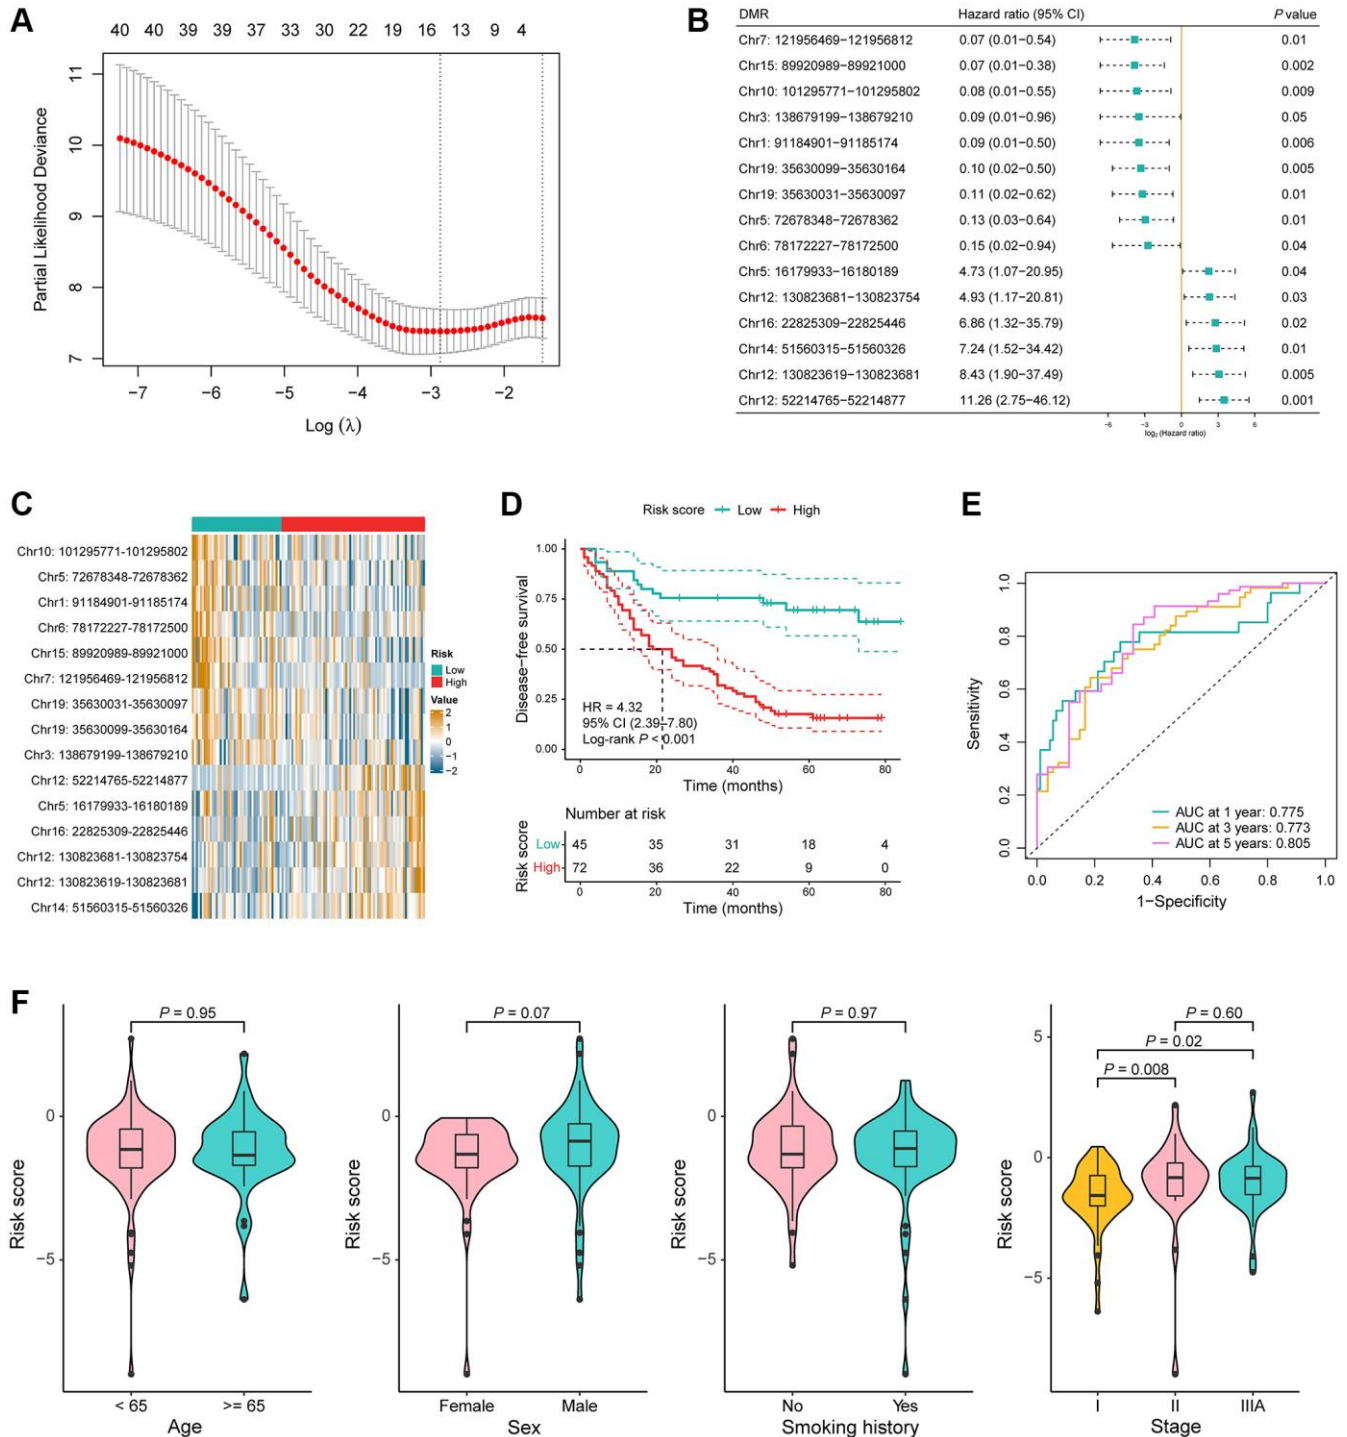 A
40 40 39 39 37 33 30 22 19 16 13 9 4
Partial Likelihood Deviance
11
10
9
8
7
−7 −6 −5 −4 −3 −2
Log (λ)
B
DMR Hazard ratio (95% CI) P value
Chr7: 121956469−121956812 0.07 (0.01−0.54) 0.01
Chr15: 89920989−89921000 0.07 (0.01−0.38) 0.002
Chr10: 101295771−101295802 0.08 (0.01−0.55) 0.009
Chr3: 138679199−138679210 0.09 (0.01−0.96) 0.05
Chr1: 91184901−91185174 0.09 (0.01−0.50) 0.006
Chr19: 35630099−35630164 0.10 (0.02−0.50) 0.005
Chr19: 35630031−35630097 0.11 (0.02−0.62) 0.01
Chr5: 72678348−72678362 0.13 (0.03−0.64) 0.01
Chr6: 78172227−78172500 0.15 (0.02−0.94) 0.04
Chr5: 16179933−16180189 4.73 (1.07−20.95) 0.04
Chr12: 130823681−130823754 4.93 (1.17−20.81) 0.03
Chr16: 22825309−22825446 6.86 (1.32−35.79) 0.02
Chr14: 51560315−51560326 7.24 (1.52−34.42) 0.01
Chr12: 130823619−130823681 8.43 (1.90−37.49) 0.005
Chr12: 52214765−52214877 11.26 (2.75−46.12) 0.001
−6 −3 0 3 6
log₂ (Hazard ratio)
C
Chr10: 101295771-101295802
Chr5: 72678348-72678362
Chr1: 91184901-91185174
Chr6: 78172227-78172500
Chr15: 89920989-89921000
Chr7: 121956469-121956812
Chr19: 35630031-35630097
Chr19: 35630099-35630164
Chr3: 138679199-138679210
Chr12: 52214765-52214877
Chr5: 16179933-16180189
Chr16: 22825309-22825446
Chr12: 130823681-130823754
Chr12: 130823619-130823681
Chr14: 51560315-51560326
Risk
Low
High
Value
2
1
0
−1
−2
D
Risk score Low High
Disease−free survival
1.00
0.75
0.50
0.25
0.00
HR = 4.32
95% CI (2.39−7.80)
Log-rank P < 0.001
0 20 40 60 80
Time (months)
Number at risk
Risk score
Low 45 35 31 18 4
High 72 36 22 9 0
0 20 40 60 80
Time (months)
E
Sensitivity
1.0
0.8
0.6
0.4
0.2
0.0
AUC at 1 year: 0.775
AUC at 3 years: 0.773
AUC at 5 years: 0.805
0.0 0.2 0.4 0.6 0.8 1.0
1−Specificity
F
P = 0.95
Risk score
0
−5
< 65 >= 65
Age
P = 0.07
Risk score
0
−5
Female Male
Sex
P = 0.97
Risk score
0
−5
No Yes
Smoking history
P = 0.60
P = 0.02
P = 0.008
Risk score
5
0
−5
I II IIIA
Stage